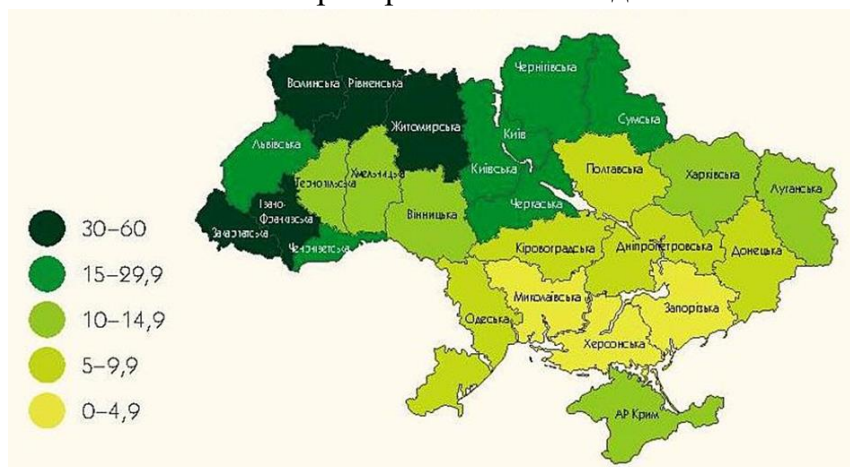 Волинська
Рівненська
Житомирська
Чернігівська
Сумська
Київ
Київська
Львівська
Тернопільська
Хмельницька
Вінницька
Івано-
Франківська
Закарпатська
Чернівецька
Черкаська
Полтавська
Харківська
Луганська
Кіровоградська
Дніпропетровська
Донецька
Миколаївська
Запорізька
Одеська
Херсонська
АР Крим
30–60
15–29,9
10–14,9
5–9,9
0–4,9